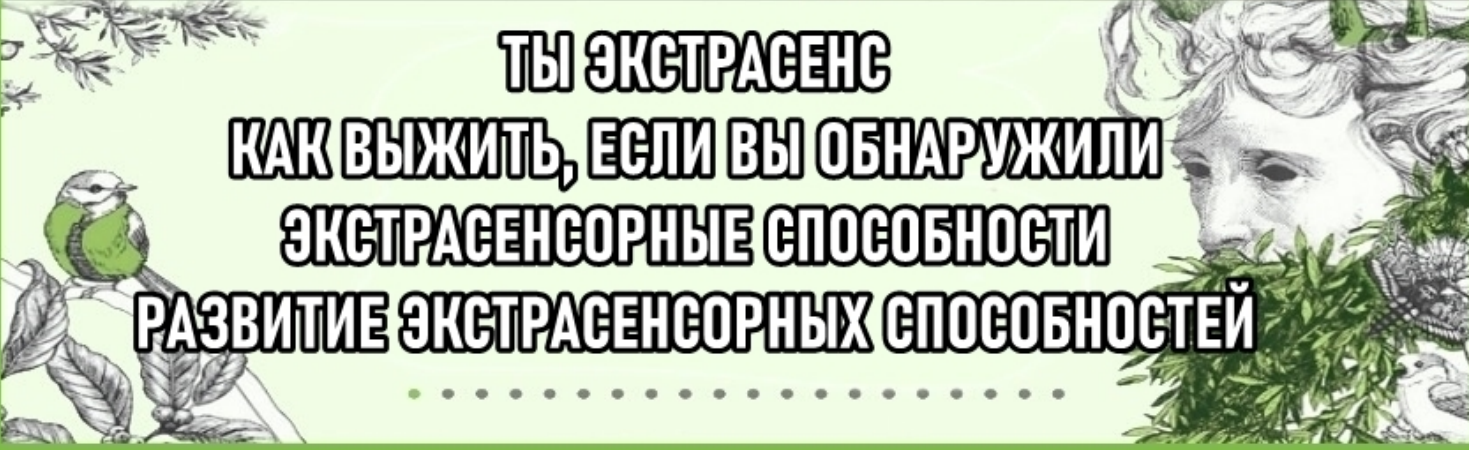 ТЫ ЭКСТРАСЕНС
КАК ВЫЖИТЬ, ЕСЛИ ВЫ ОБНАРУЖИЛИ
ЭКСТРАСЕНСОРНЫЕ СПОСОБНОСТИ
РАЗВИТИЕ ЭКСТРАСЕНСОРНЫХ СПОСОБНОСТЕЙ